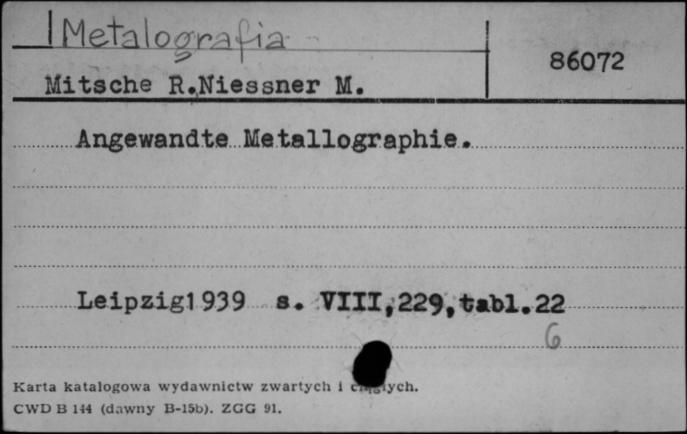 Metalografia
86072
Mitsche R.Niessner M.
Angewandte Metallographie.
Leipzig1939 s. VIII,229,tabl.22
6
Karta katalogowa wydawnictw zwartych i ciągłych.
CWD B 144 (dawny B-15b). ZGG 91.